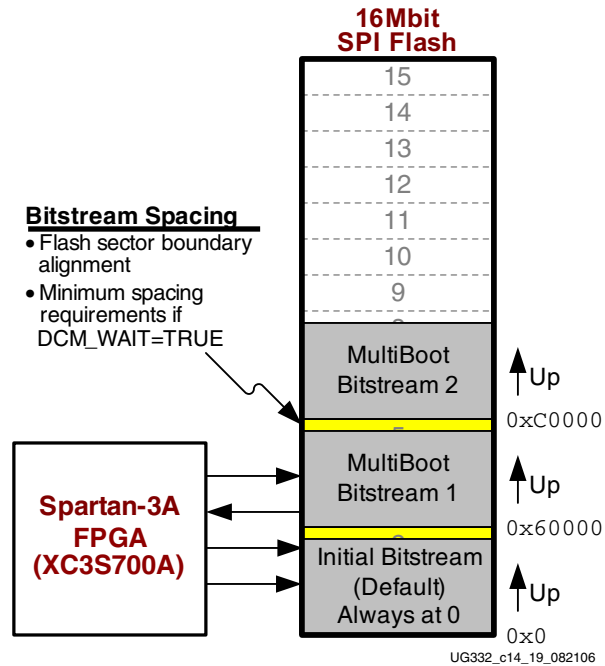 16Mbit
SPI Flash
15
14
13
12
11
10
9
Bitstream Spacing
• Flash sector boundary
alignment
• Minimum spacing
requirements if
DCM_WAIT=TRUE
MultiBoot
Bitstream 2
Up
0xC0000
MultiBoot
Bitstream 1
Up
0x60000
Spartan-3A
FPGA
(XC3S700A)
Initial Bitstream
(Default)
Always at 0
Up
0x0
UG332_c14_19_082106